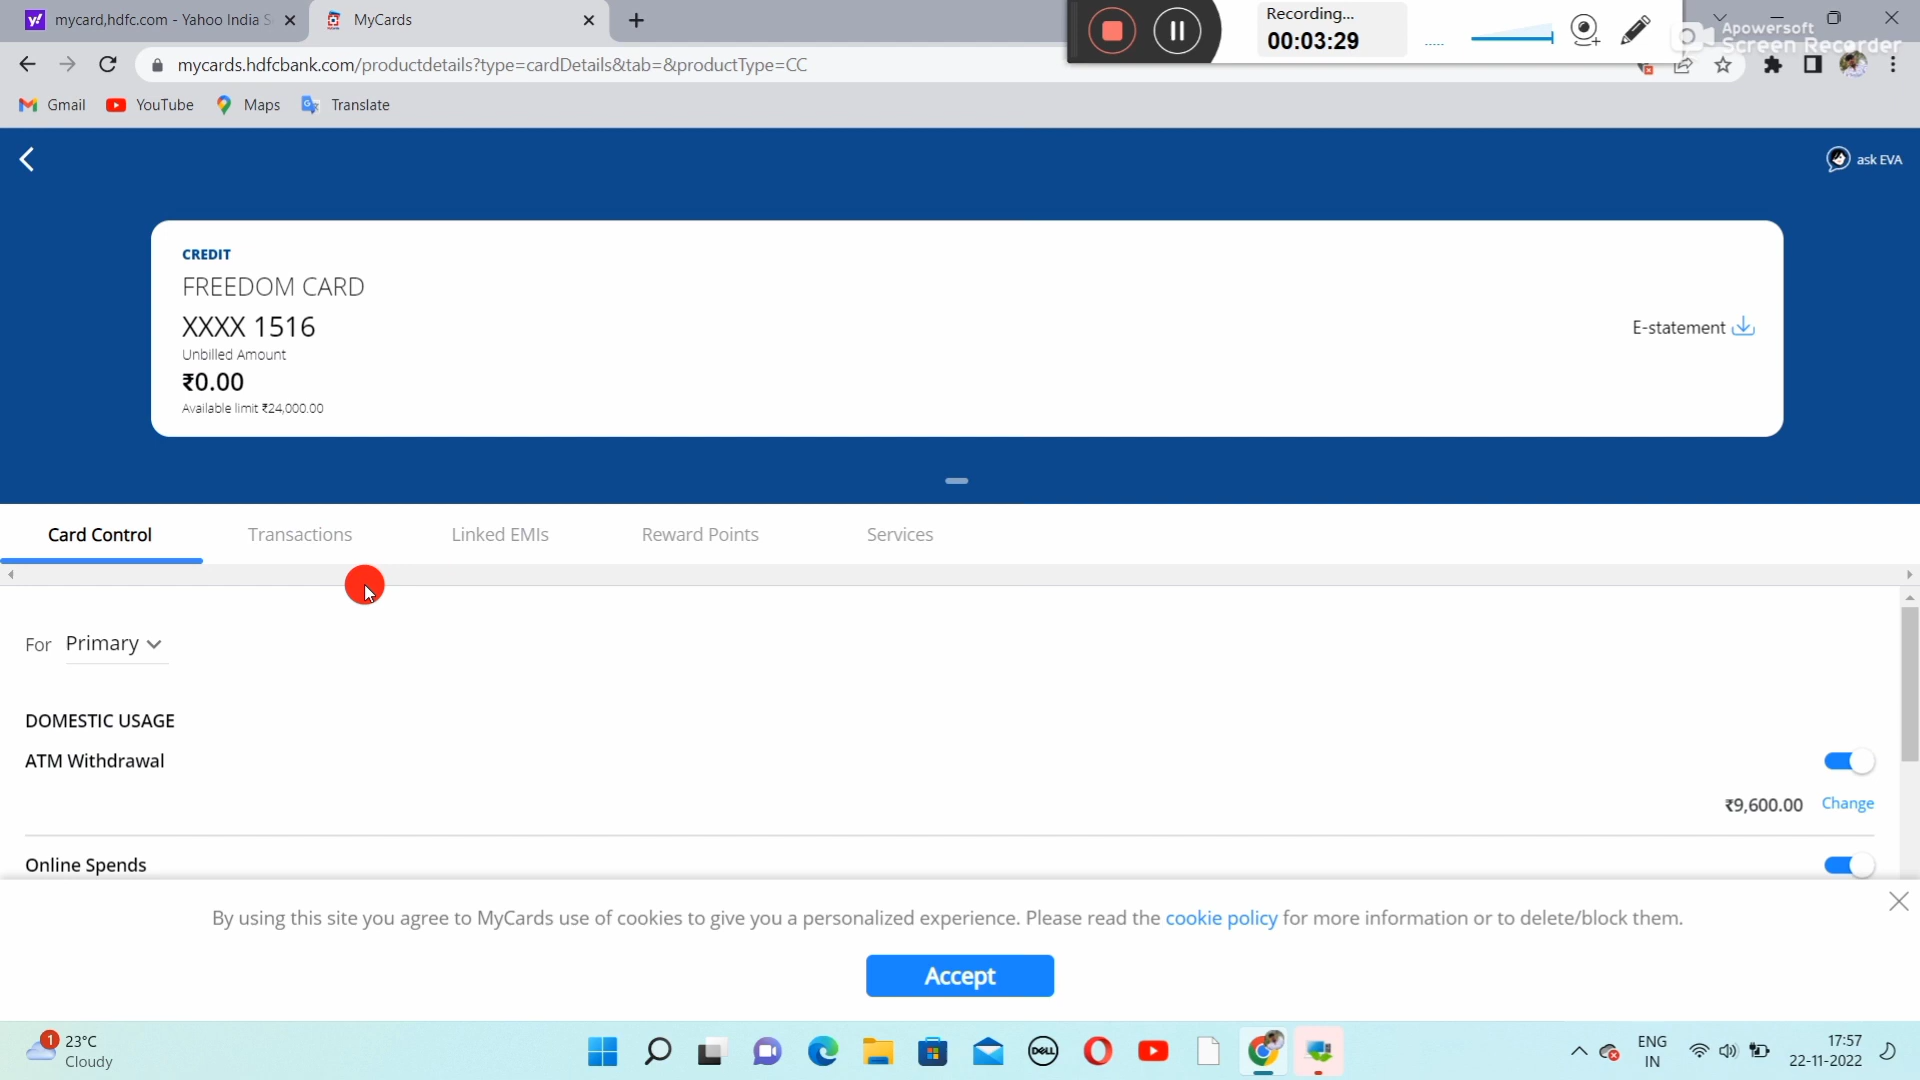 mycard,hdfc.com - Yahoo India S
MyCards
Recording...
00:03:29
Apowersoft
Screen Recorder
mycards.hdfcbank.com/productdetails?type=cardDetails&tab=&productType=CC
Gmail
YouTube
Maps
Translate
ask EVA
CREDIT
FREEDOM CARD
XXXX 1516
Unbilled Amount
₹0.00
Available limit ₹24,000.00
E-statement
Card Control
Transactions
Linked EMIs
Reward Points
Services
For Primary
DOMESTIC USAGE
ATM Withdrawal
₹9,600.00 Change
Online Spends
By using this site you agree to MyCards use of cookies to give you a personalized experience. Please read the cookie policy for more information or to delete/block them.
Accept
1
23°C
Cloudy
DELL
ENG
IN
17:57
22-11-2022